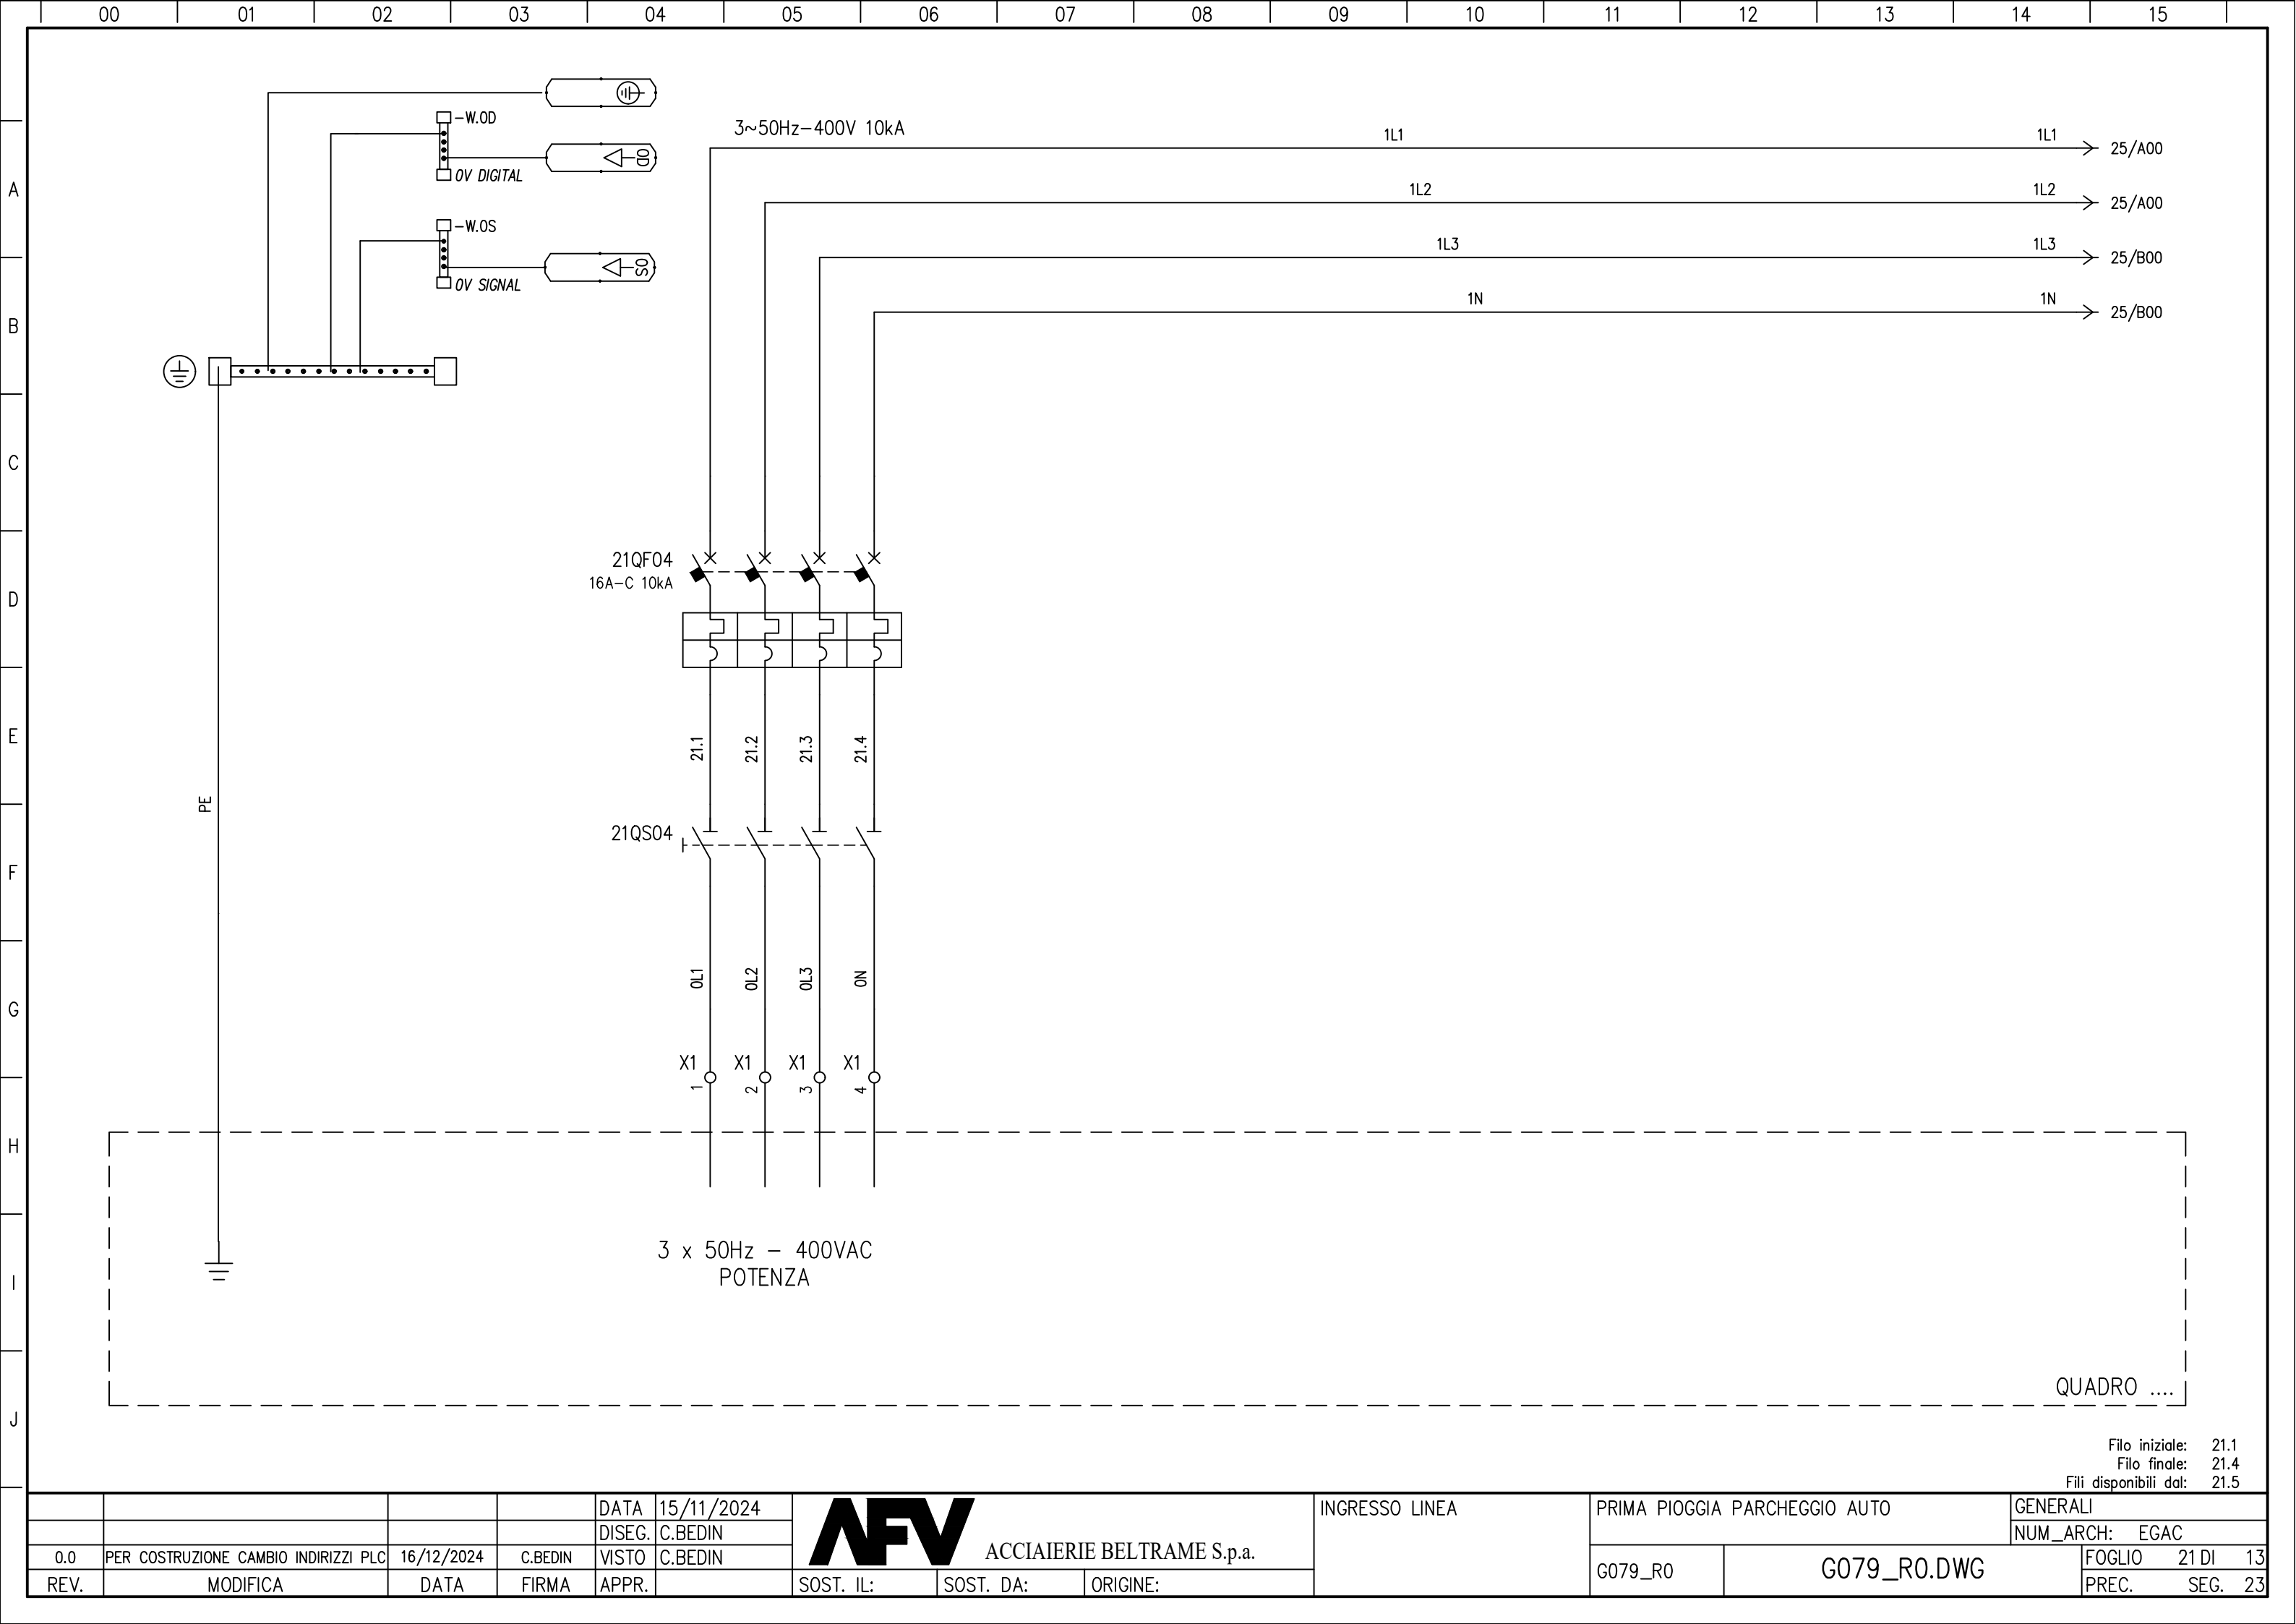 00 01 02 03 04 05 06 07 08 09 10 11 12 13 14 15
A
B
C
D
E
F
G
H
I
J
-W.0D
0D
0V DIGITAL
-W.0S
0S
0V SIGNAL
3~50Hz-400V 10kA
1L1 1L1 25/A00
1L2 1L2 25/A00
1L3 1L3 25/B00
1N 1N 25/B00
21QF04
16A-C 10kA
21.1 21.2 21.3 21.4
PE
21QS04
0L1 0L2 0L3 0N
X1 X1 X1 X1
1 2 3 4
3 x 50Hz - 400VAC
POTENZA
QUADRO ....
Filo iniziale: 21.1
Filo finale: 21.4
Fili disponibili dal: 21.5
DATA 15/11/2024
DISEG. C.BEDIN
0.0 PER COSTRUZIONE CAMBIO INDIRIZZI PLC 16/12/2024 C.BEDIN VISTO C.BEDIN
REV. MODIFICA DATA FIRMA APPR.
AFV ACCIAIERIE BELTRAME S.p.a.
SOST. IL: SOST. DA: ORIGINE:
INGRESSO LINEA
PRIMA PIOGGIA PARCHEGGIO AUTO
G079_R0 G079_R0.DWG
GENERALI
NUM_ARCH: EGAC
FOGLIO 21 DI 13
PREC. SEG. 23